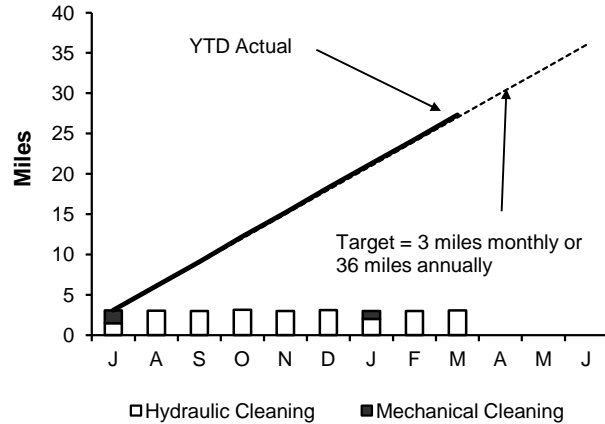 40
YTD Actual
35
30
25
Miles
20
15
Target = 3 miles monthly or
36 miles annually
10
5
0
J A S O N D J F M A M J
Hydraulic Cleaning Mechanical Cleaning